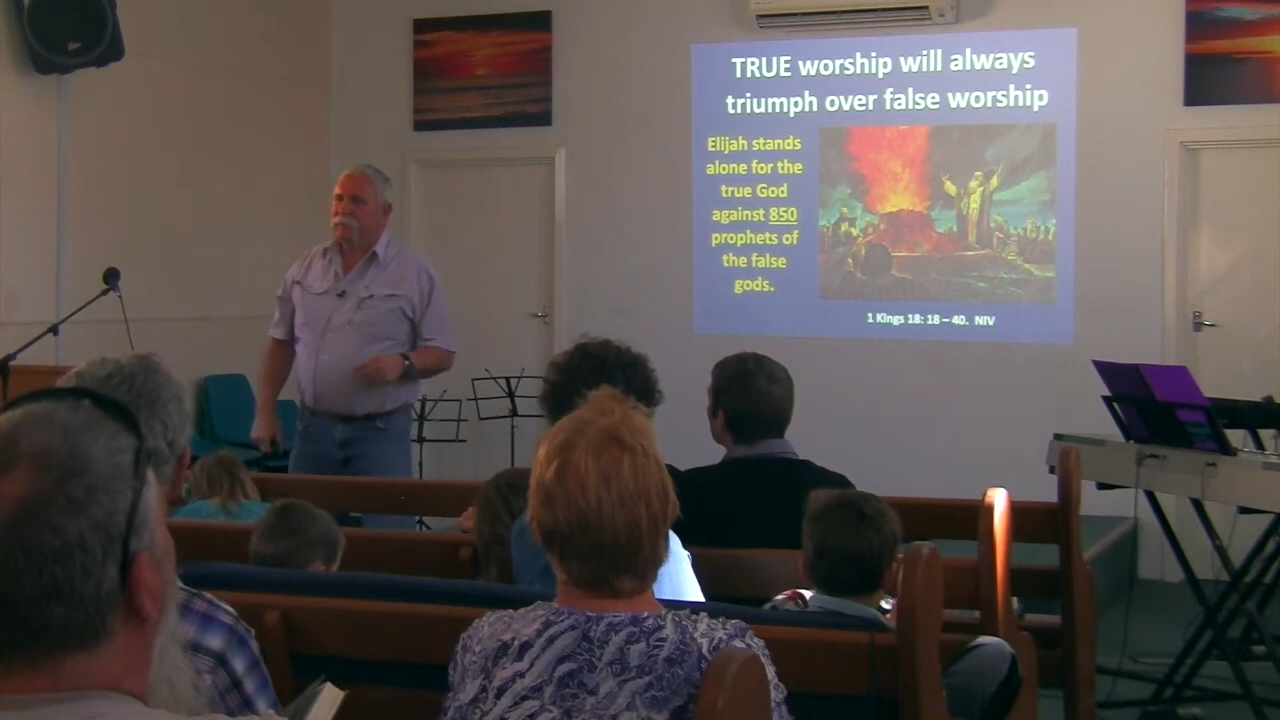 TRUE worship will always
triumph over false worship
Elijah stands
alone for the
true God
against 850
prophets of
the false
gods.
1 Kings 18: 18 – 40. NIV